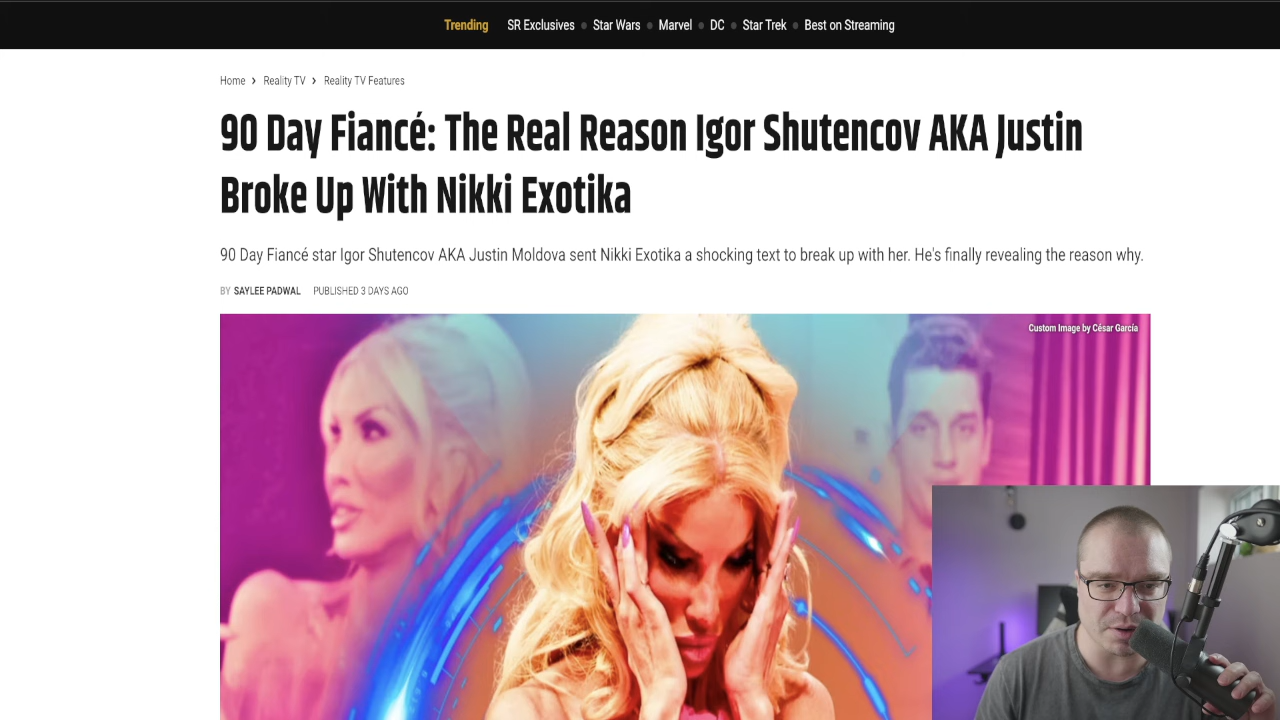 Trending SR Exclusives Star Wars Marvel DC Star Trek Best on Streaming
Home > Reality TV > Reality TV Features
90 Day Fiancé: The Real Reason Igor Shutencov AKA Justin
Broke Up With Nikki Exotika
90 Day Fiancé star Igor Shutencov AKA Justin Moldova sent Nikki Exotika a shocking text to break up with her. He's finally revealing the reason why.
BY SAYLEE PADWAL PUBLISHED 3 DAYS AGO
Custom Image by César García